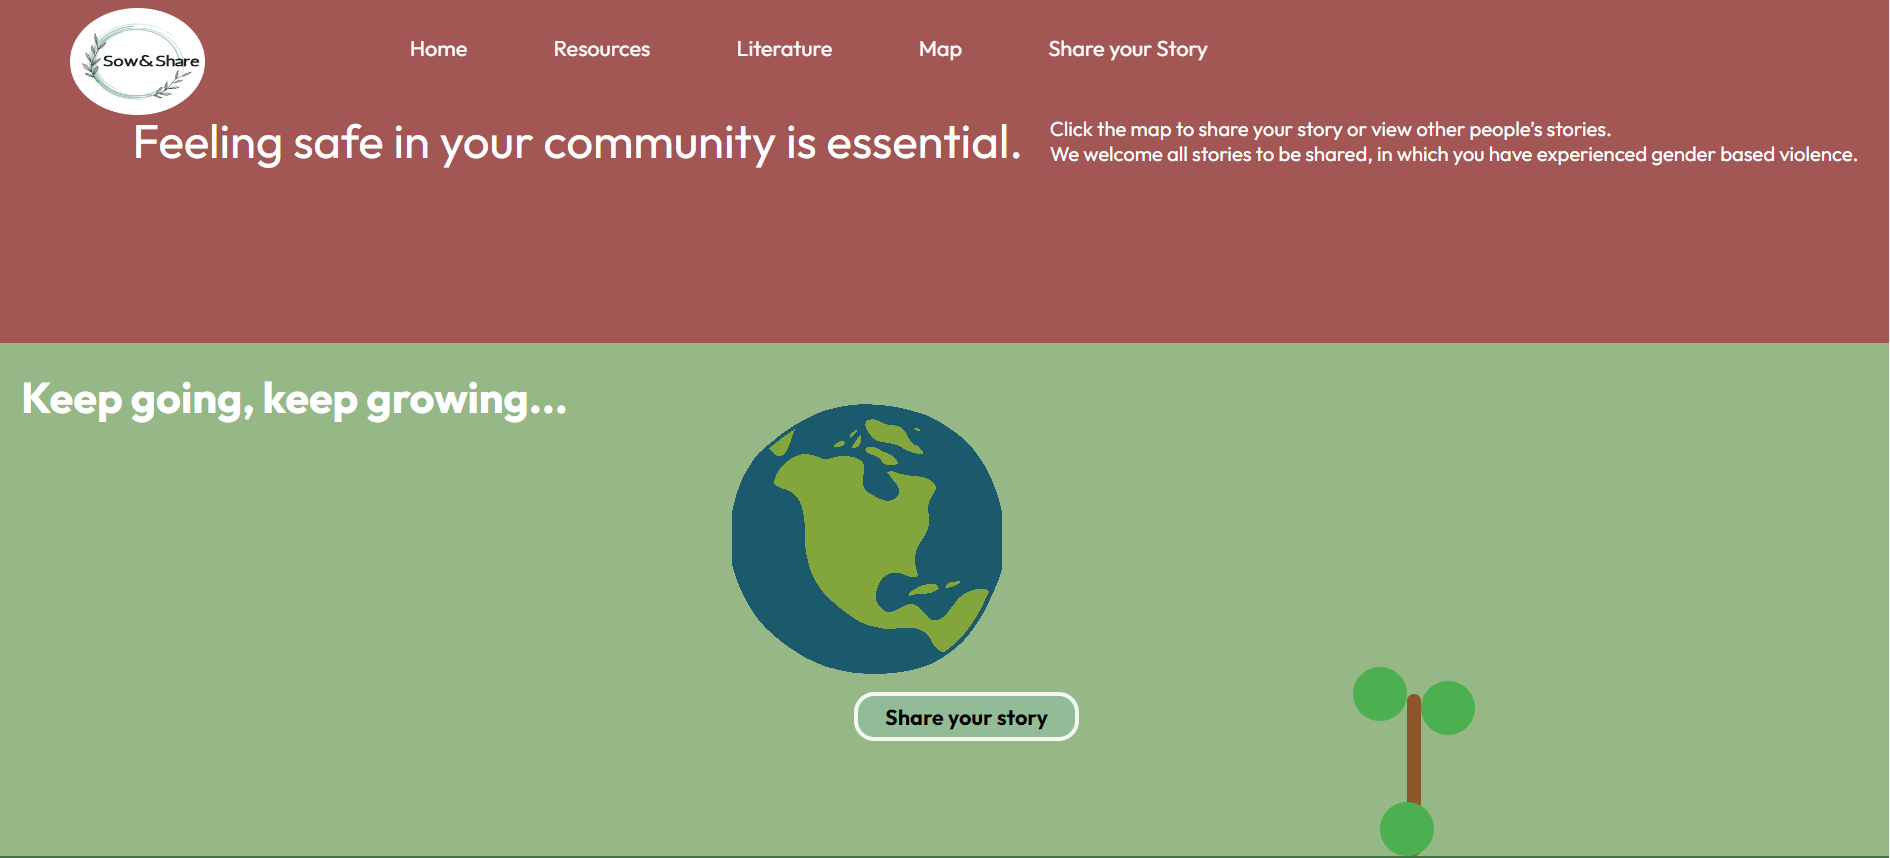 Sow & Share
Home
Resources
Literature
Map
Share your Story
Feeling safe in your community is essential.
Click the map to share your story or view other people’s stories.
We welcome all stories to be shared, in which you have experienced gender based violence.
Keep going, keep growing...
Share your story